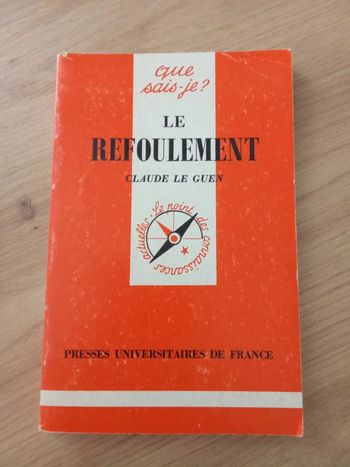 que
sais-je?
LE
REFOULEMENT
CLAUDE LE GUEN
le point des connaissances actuelles.
PRESSES UNIVERSITAIRES DE FRANCE